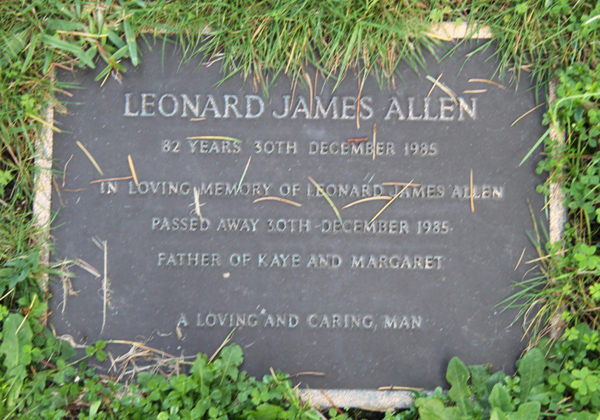 LEONARD JAMES ALLEN
82 YEARS 30TH DECEMBER 1985
IN LOVING MEMORY OF LEONARD JAMES ALLEN
PASSED AWAY 30TH DECEMBER 1985
FATHER OF KAYE AND MARGARET
A LOVING AND CARING MAN